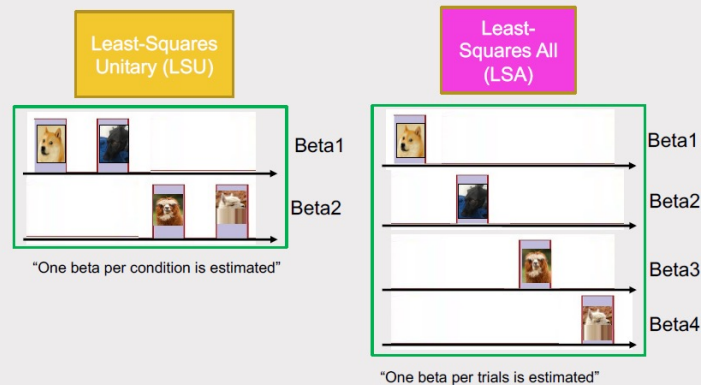 Least-Squares
Unitary (LSU)
Beta1
Beta2
“One beta per condition is estimated”
Least-
Squares All
(LSA)
Beta1
Beta2
Beta3
Beta4
“One beta per trials is estimated”